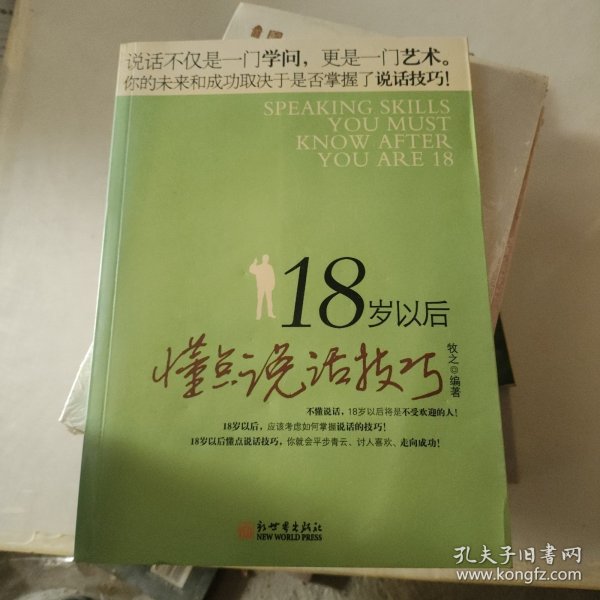 说话不仅是一门学问，更是一门艺术。
你的未来和成功取决于是否掌握了说话技巧！
SPEAKING SKILLS
YOU MUST
KNOW AFTER
YOU ARE 18
18岁以后
懂点说话技巧
牧之◎编著
不懂说话，18岁以后将是不受欢迎的人！
18岁以后，应该考虑如何掌握说话的技巧！
18岁以后懂点说话技巧，你就会平步青云、讨人喜欢、走向成功！
新世界出版社
NEW WORLD PRESS
孔夫子旧书网
www.kongfz.com